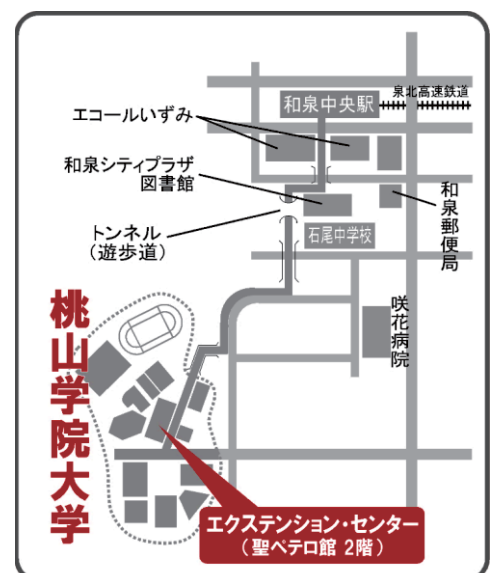 泉北高速鉄道
和泉中央駅
エコールいずみ
和泉シティプラザ
図書館
和泉郵便局
トンネル
（遊歩道）
石尾中学校
咲花病院
桃山学院大学
エクステンション・センター
（聖ペテロ館 2階）